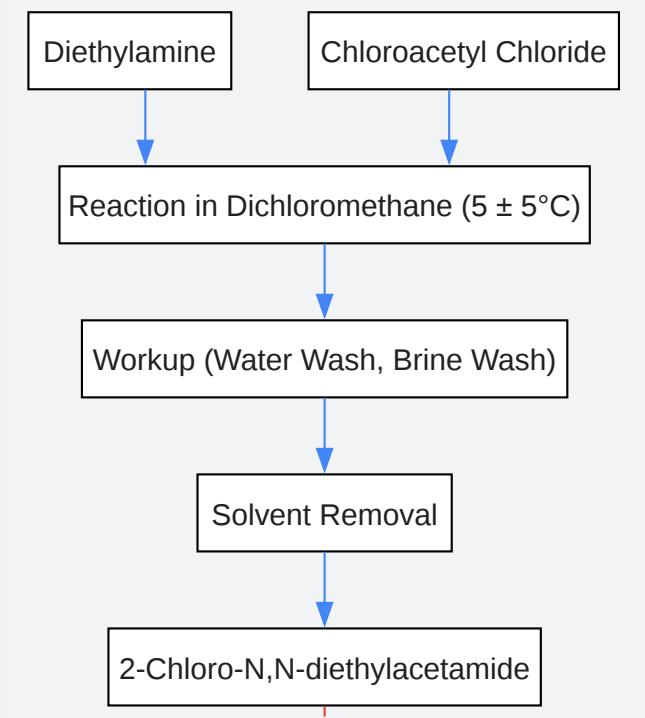 Diethylamine
Chloroacetyl Chloride
Reaction in Dichloromethane (5 ± 5°C)
Workup (Water Wash, Brine Wash)
Solvent Removal
2-Chloro-N,N-diethylacetamide